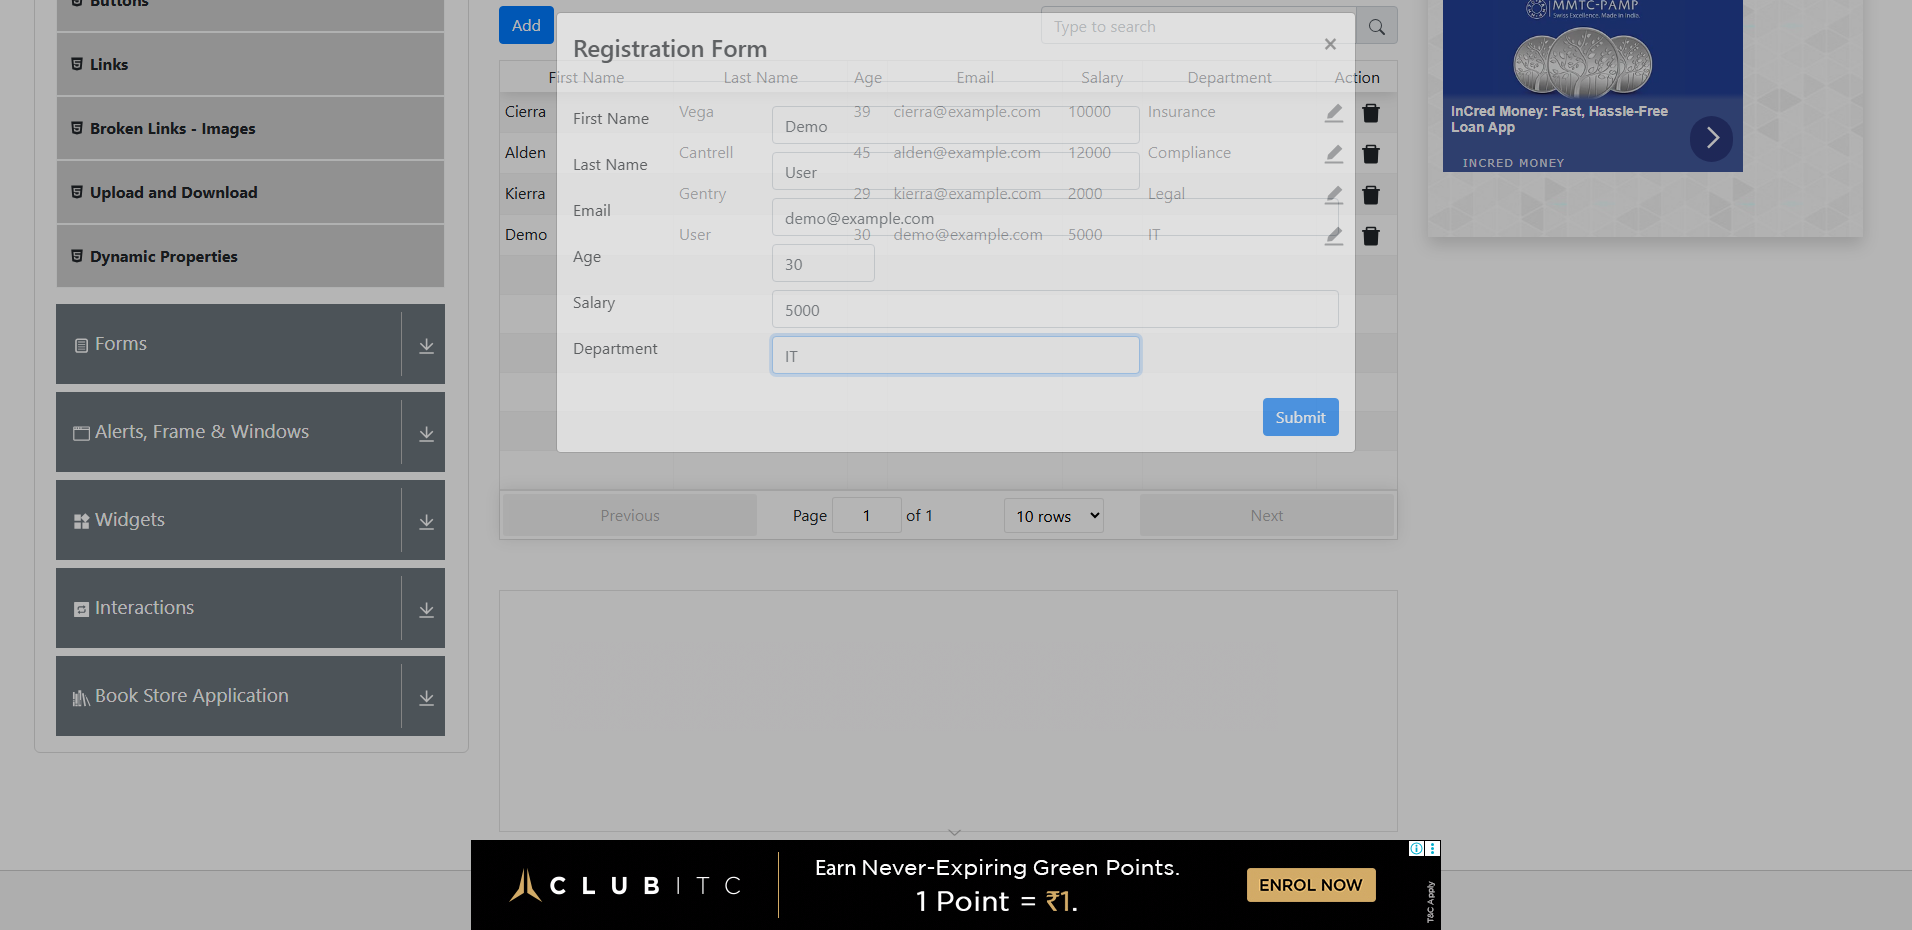 Buttons
Links
Broken Links - Images
Upload and Download
Dynamic Properties
Forms
Alerts, Frame & Windows
Widgets
Interactions
Book Store Application
Add
Type to search
Registration Form
×
First Name Last Name Age Email Salary Department Action
Cierra Vega 39 cierra@example.com 10000 Insurance
Alden Cantrell 45 alden@example.com 12000 Compliance
Kierra Gentry 29 kierra@example.com 2000 Legal
Demo User 30 demo@example.com 5000 IT
First Name Demo
Last Name User
Email demo@example.com
Age 30
Salary 5000
Department IT
Submit
Previous Page 1 of 1 10 rows Next
MMTC-PAMP
Swiss Excellence. Made in India.
InCred Money: Fast, Hassle-Free
Loan App
INCRED MONEY
CLUB ITC
Earn Never-Expiring Green Points.
1 Point = ₹1.
ENROL NOW
T&C Apply